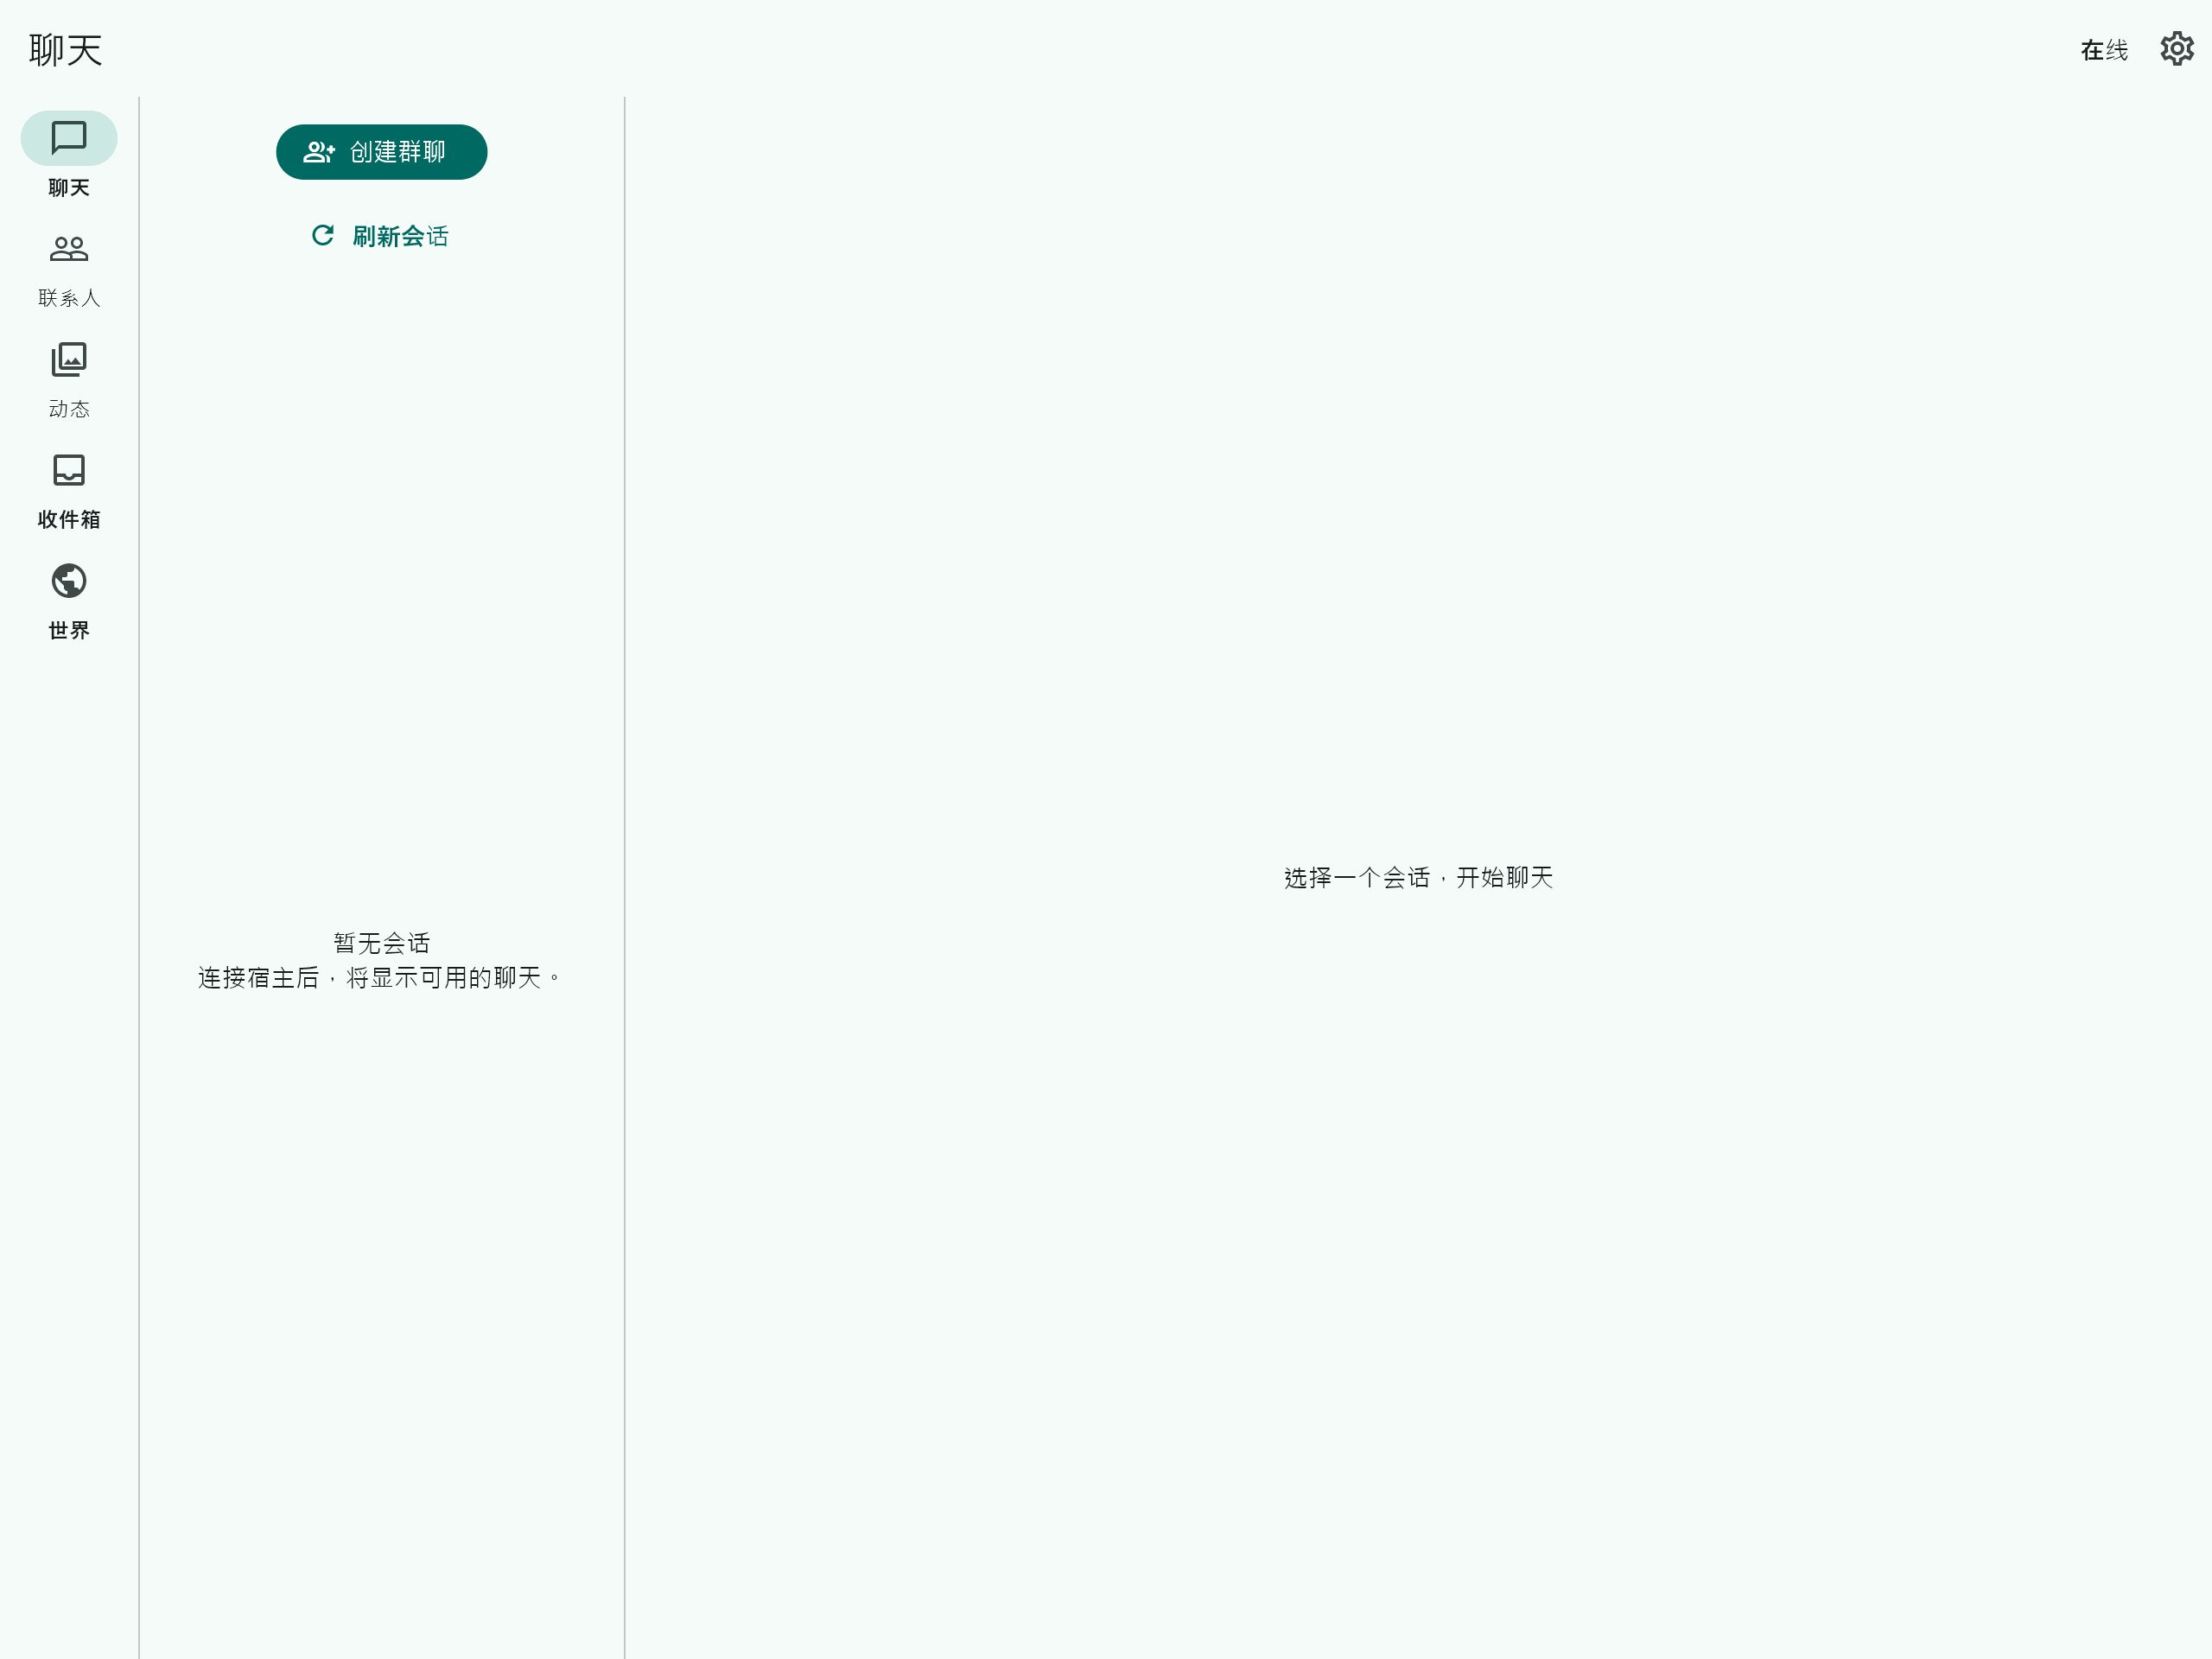 聊天
在线
聊天
联系人
动态
收件箱
世界
创建群聊
刷新会话
暂无会话
连接宿主后，将显示可用的聊天。
选择一个会话，开始聊天